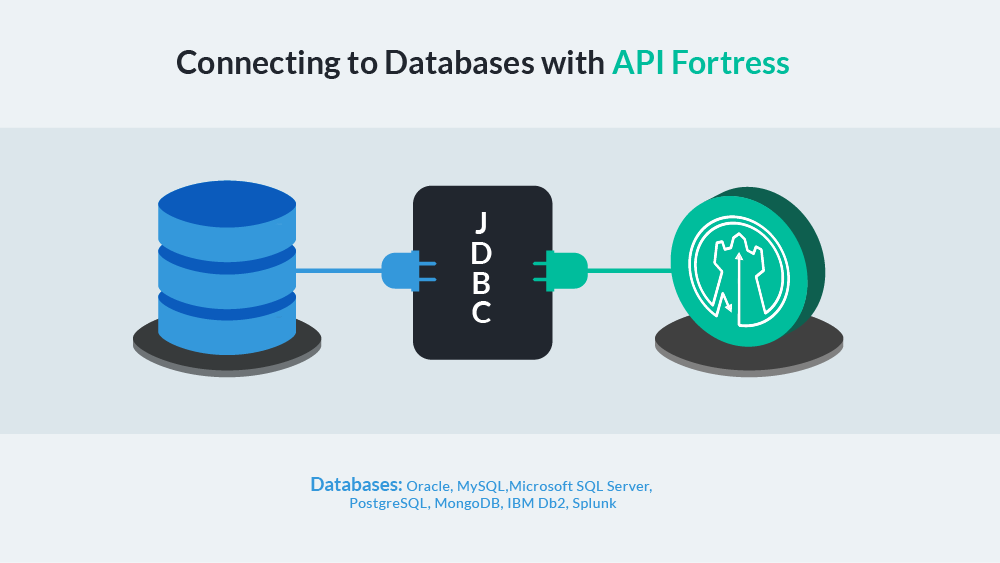 Connecting to Databases with API Fortress
J
D
B
C
Databases: Oracle, MySQL,Microsoft SQL Server,
PostgreSQL, MongoDB, IBM Db2, Splunk